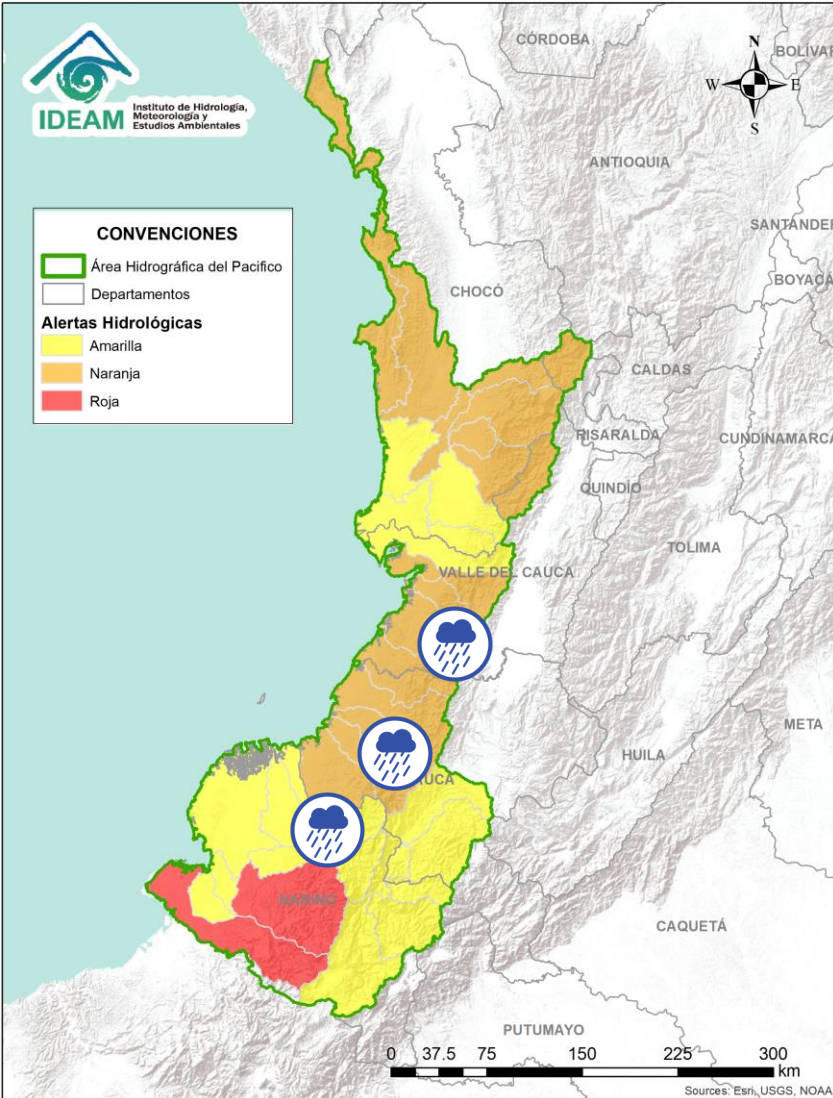 IDEAM
Instituto de Hidrología,
Meteorología y
Estudios Ambientales
N
W
E
S
CÓRDOBA
BOLÍVAR
ANTIOQUIA
SANTANDER
BOYACÁ
CHOCÓ
CALDAS
RISARALDA
CUNDINAMARCA
QUINDÍO
TOLIMA
VALLE DEL CAUCA
META
HUILA
CAUCA
NARIÑO
CAQUETÁ
PUTUMAYO
CONVENCIONES
Área Hidrográfica del Pacifico
Departamentos
Alertas Hidrológicas
Amarilla
Naranja
Roja
0 37.5 75 150 225 300
km
Sources: Esri, USGS, NOAA